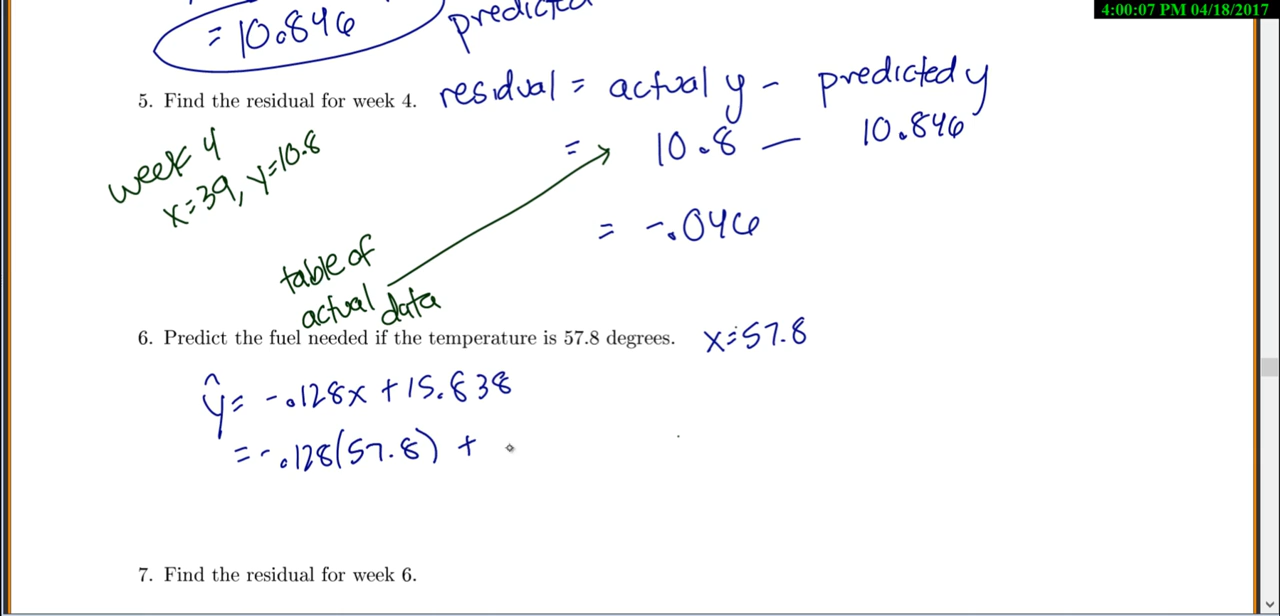 4:00:07 PM 04/18/2017
= 10.846
predicted
5. Find the residual for week 4.
residual = actual y - predicted y
= 10.8 - 10.846
= -.046
week 4
x=39, y=10.8
table of
actual data
6. Predict the fuel needed if the temperature is 57.8 degrees.
x=57.8
ŷ = -.128x + 15.838
= -.128(57.8) +
7. Find the residual for week 6.